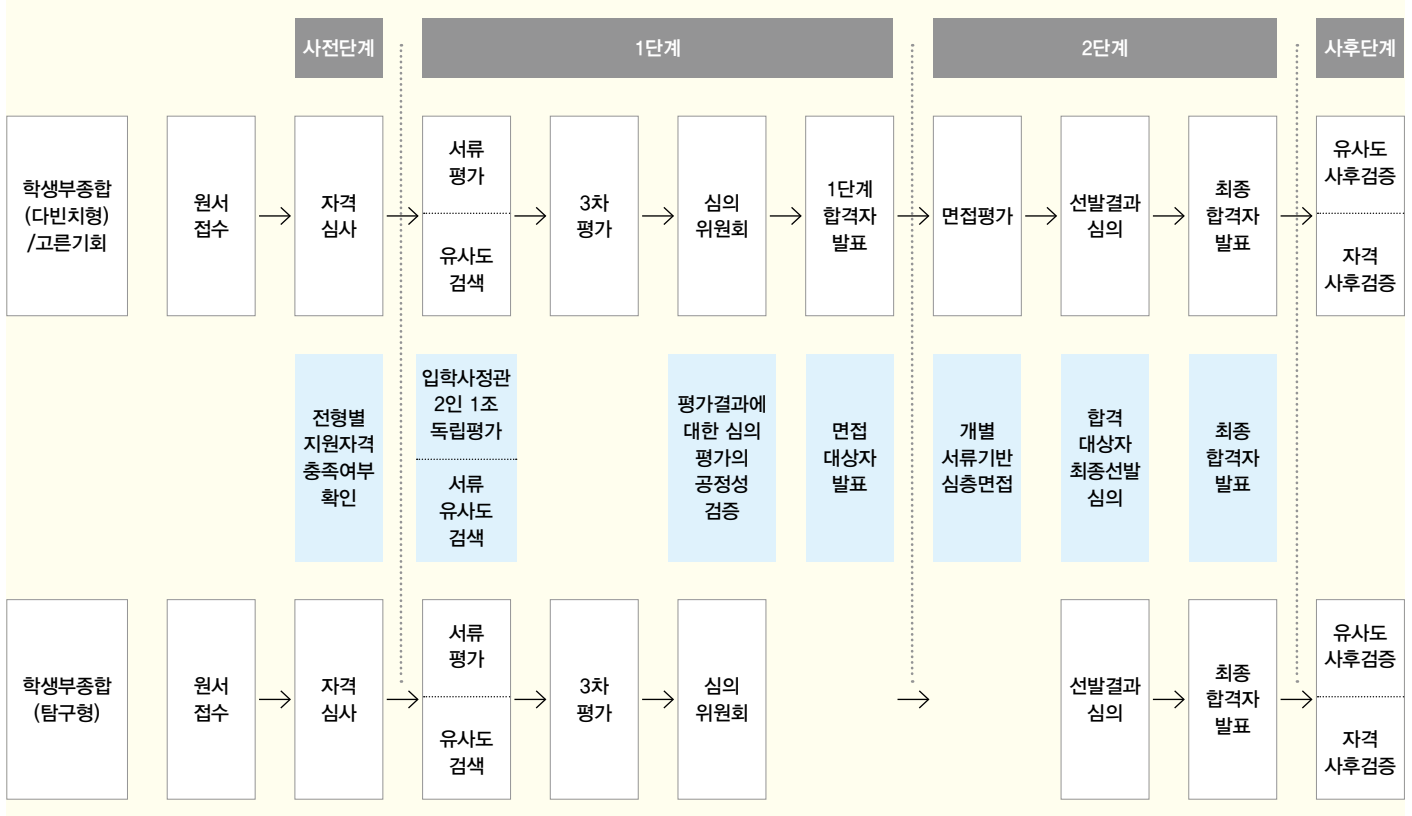 사전단계
1단계
2단계
사후단계
학생부종합
(다빈치형)
/고른기회
원서
접수
자격
심사
서류
평가
유사도
검색
3차
평가
심의
위원회
1단계
합격자
발표
면접평가
선발결과
심의
최종
합격자
발표
유사도
사후검증
자격
사후검증
전형별
지원자격
충족여부
확인
입학사정관
2인 1조
독립평가
서류
유사도
검색
평가결과에
대한 심의
평가의
공정성
검증
면접
대상자
발표
개별
서류기반
심층면접
합격
대상자
최종선발
심의
최종
합격자
발표
학생부종합
(탐구형)
원서
접수
자격
심사
서류
평가
유사도
검색
3차
평가
심의
위원회
선발결과
심의
최종
합격자
발표
유사도
사후검증
자격
사후검증